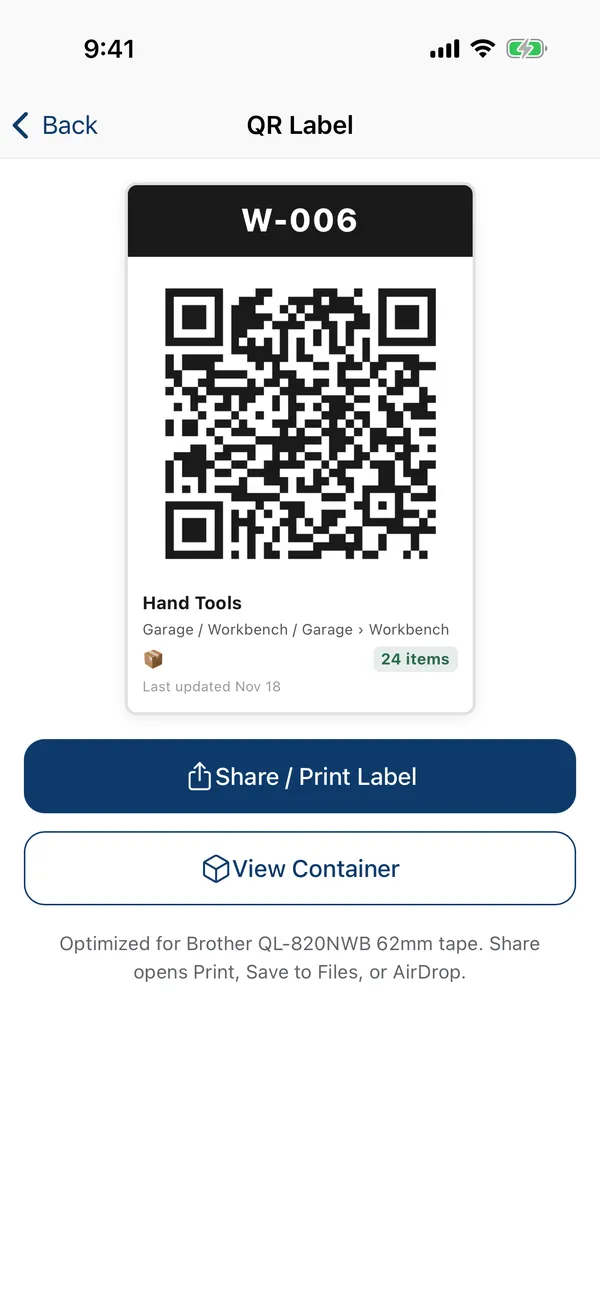 9:41
Back
QR Label
W-006
Hand Tools
Garage / Workbench / Garage › Workbench
24 items
Last updated Nov 18
Share / Print Label
View Container
Optimized for Brother QL-820NWB 62mm tape. Share
opens Print, Save to Files, or AirDrop.